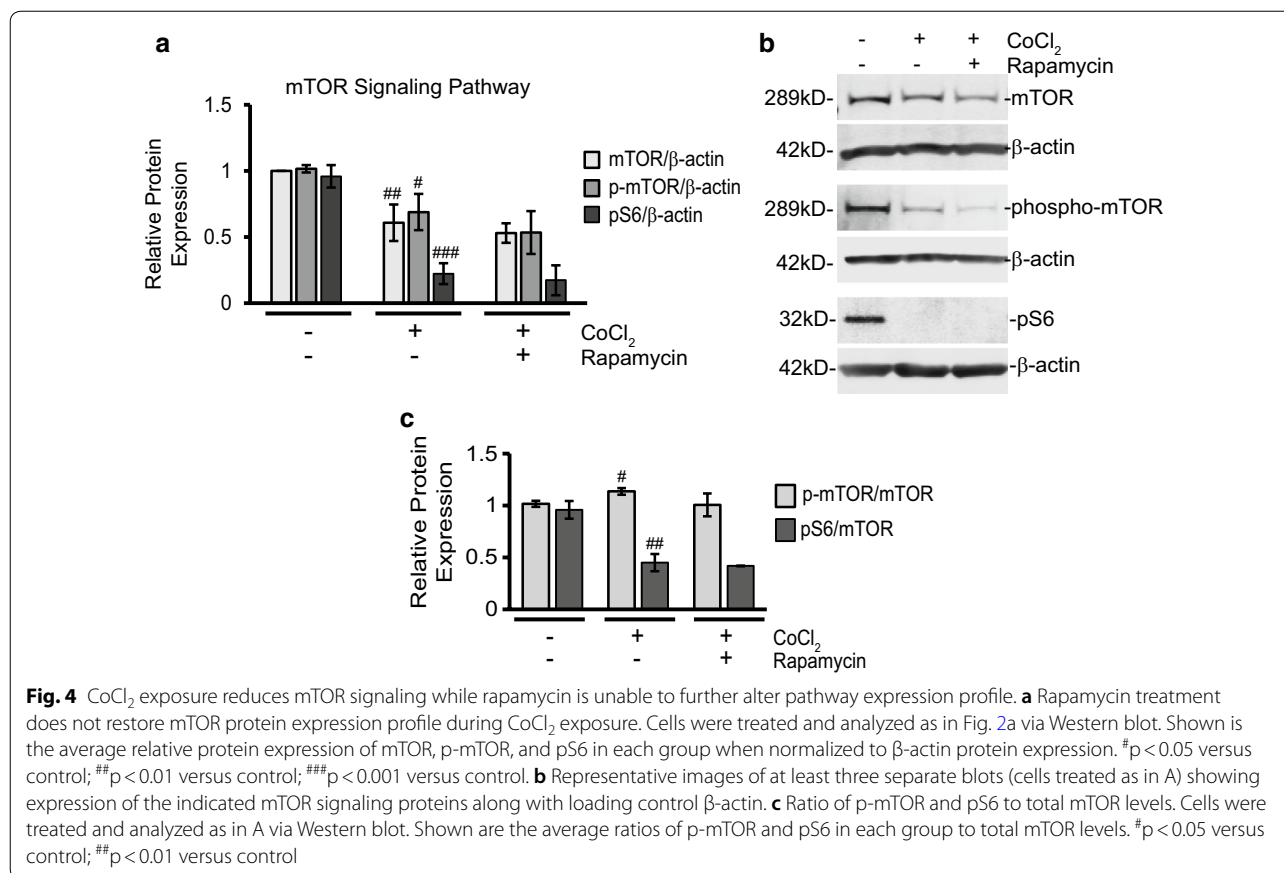 a
mTOR Signaling Pathway
Relative Protein
Expression
1.5
1
0.5
0
##
#
###
mTOR/β-actin
p-mTOR/β-actin
pS6/β-actin
- + + CoCl₂
- - + Rapamycin
b
- + + CoCl₂
- - + Rapamycin
289kD- -mTOR
42kD- -β-actin
289kD- -phospho-mTOR
42kD- -β-actin
32kD- -pS6
42kD- -β-actin
c
Relative Protein
Expression
1.5
1
0.5
0
#
##
p-mTOR/mTOR
pS6/mTOR
- + + CoCl₂
- - + Rapamycin
Fig. 4 CoCl₂ exposure reduces mTOR signaling while rapamycin is unable to further alter pathway expression profile. a Rapamycin treatment
does not restore mTOR protein expression profile during CoCl₂ exposure. Cells were treated and analyzed as in Fig. 2a via Western blot. Shown is
the average relative protein expression of mTOR, p-mTOR, and pS6 in each group when normalized to β-actin protein expression. #p < 0.05 versus
control; ##p < 0.01 versus control; ###p < 0.001 versus control. b Representative images of at least three separate blots (cells treated as in A) showing
expression of the indicated mTOR signaling proteins along with loading control β-actin. c Ratio of p-mTOR and pS6 to total mTOR levels. Cells were
treated and analyzed as in A via Western blot. Shown are the average ratios of p-mTOR and pS6 in each group to total mTOR levels. #p < 0.05 versus
control; ##p < 0.01 versus control